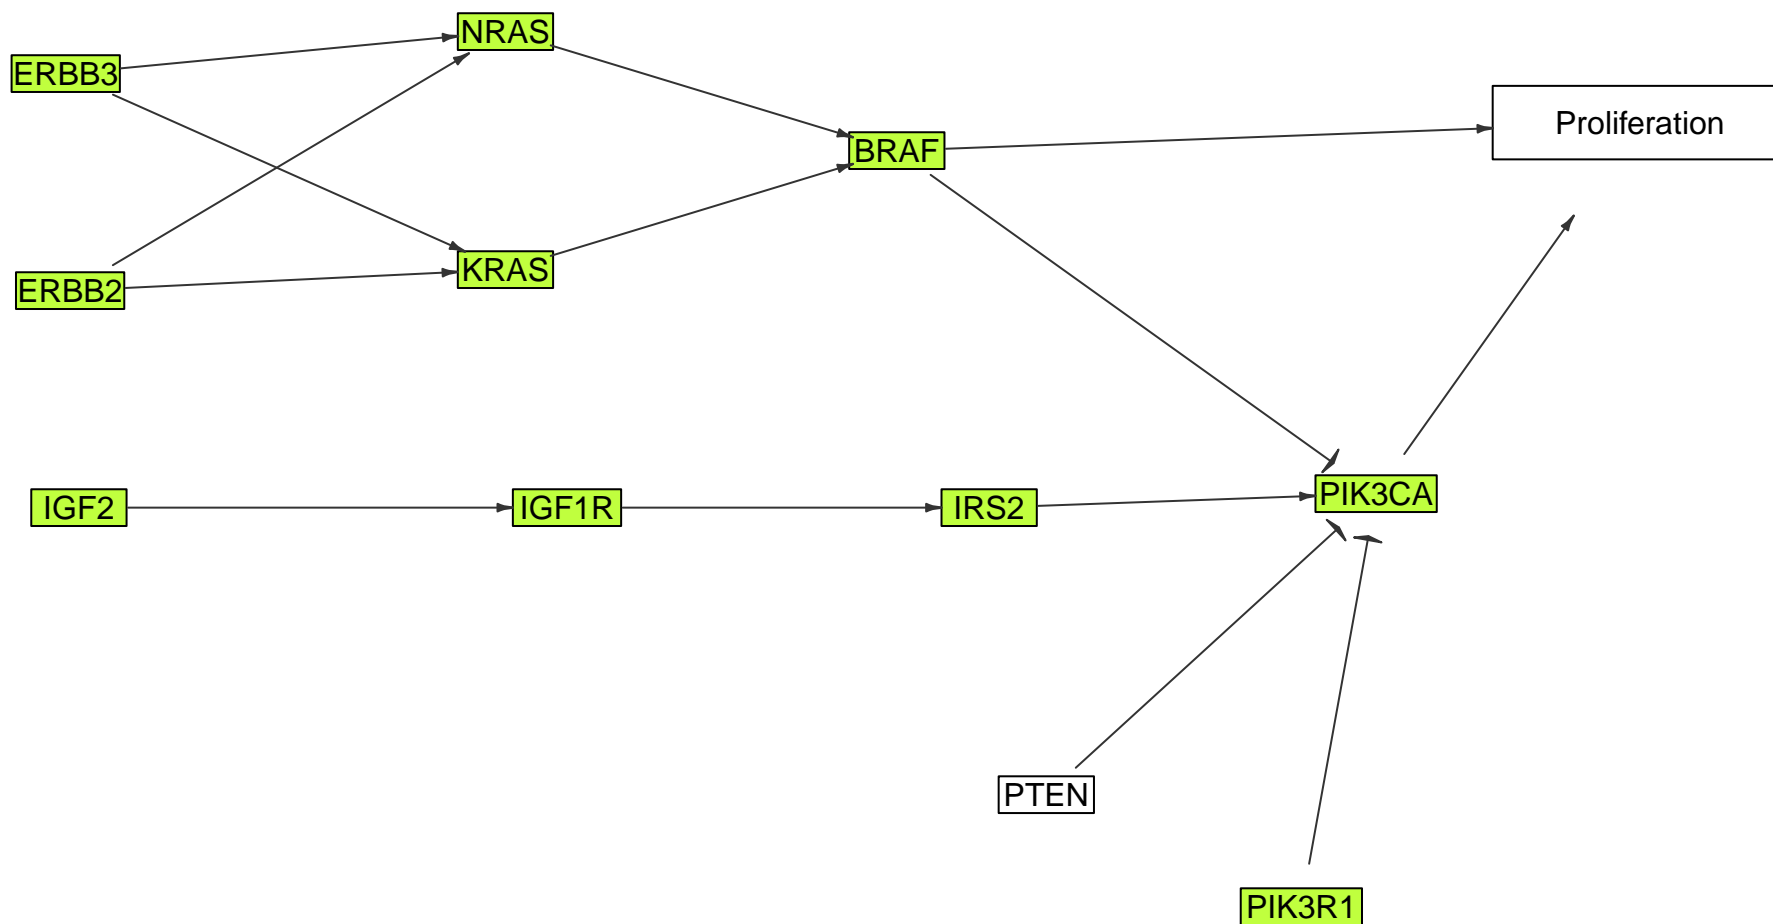 NRAS
ERBB3
Proliferation
BRAF
KRAS
ERBB2
PIK3CA
IGF2
IGF1R
IRS2
PTEN
PIK3R1